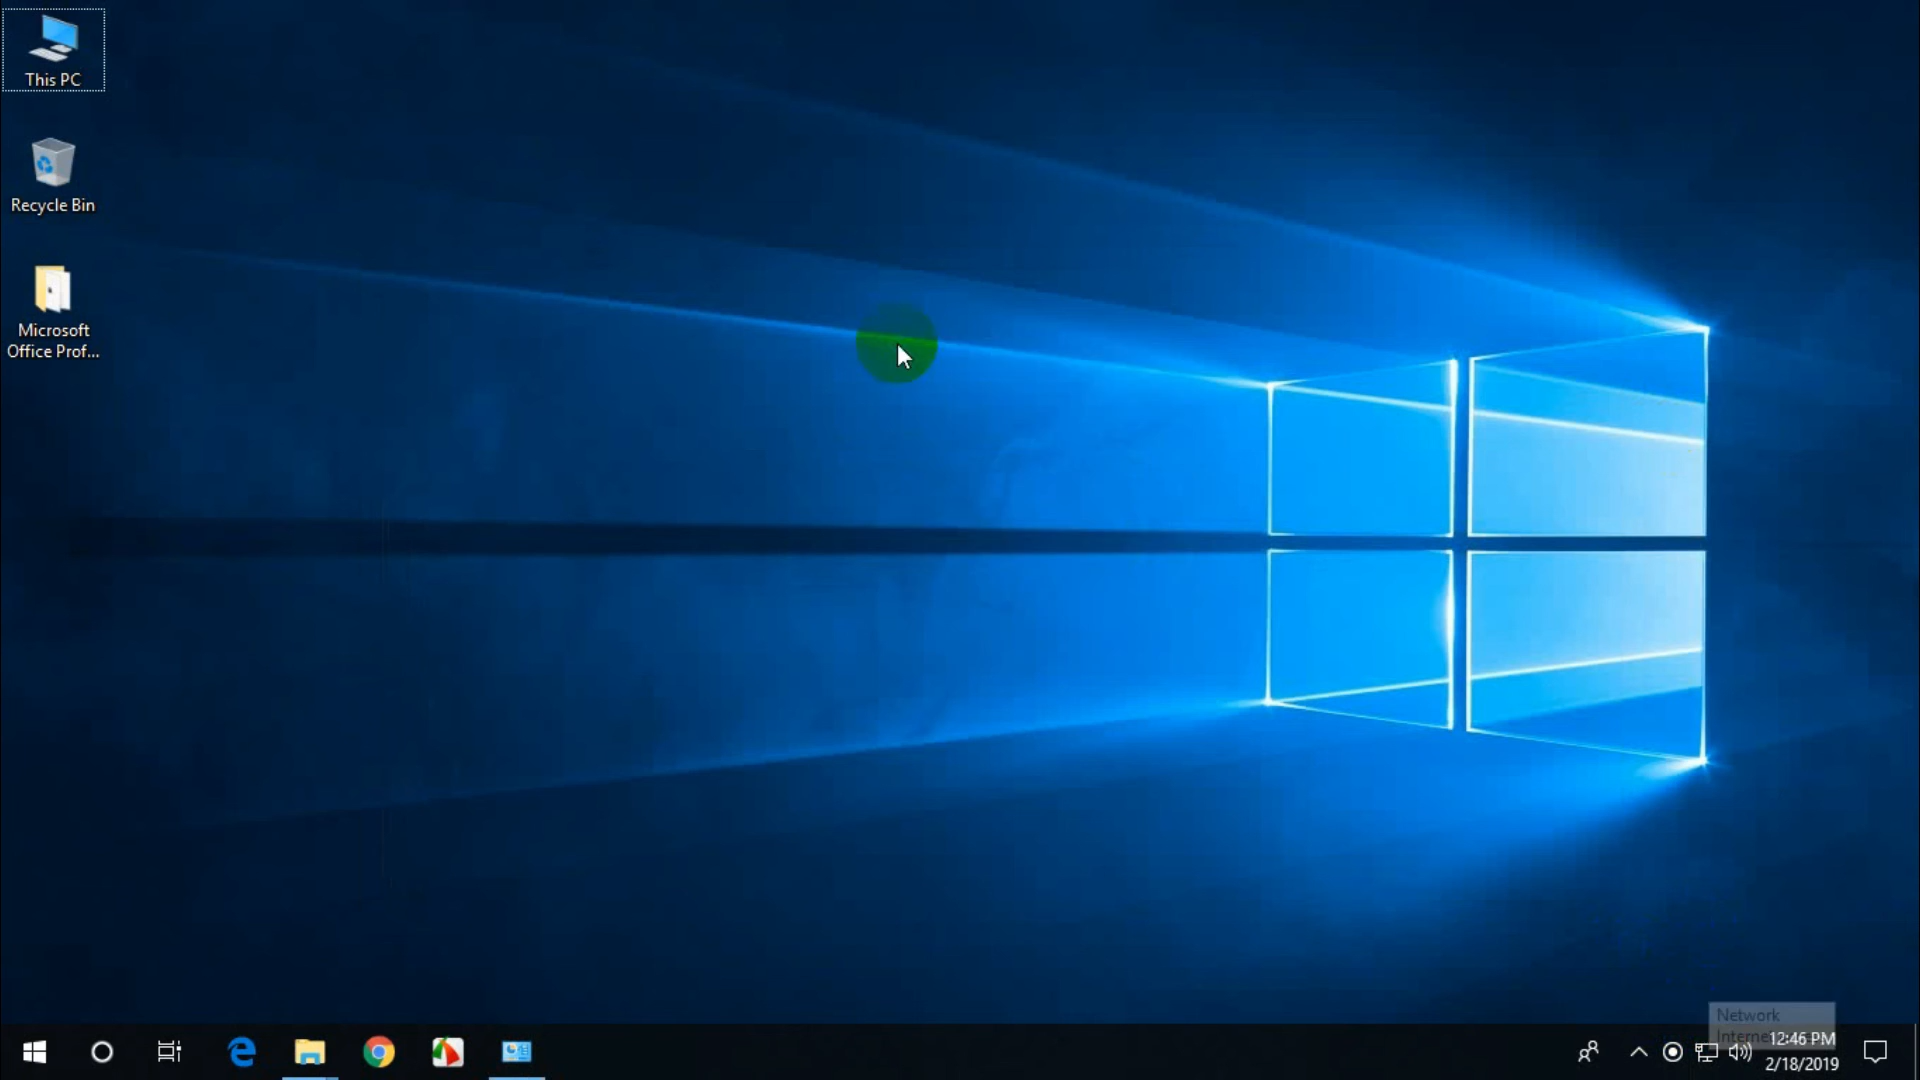 This PC
Recycle Bin
Microsoft
Office Prof...
Network
12:46 PM
2/18/2019